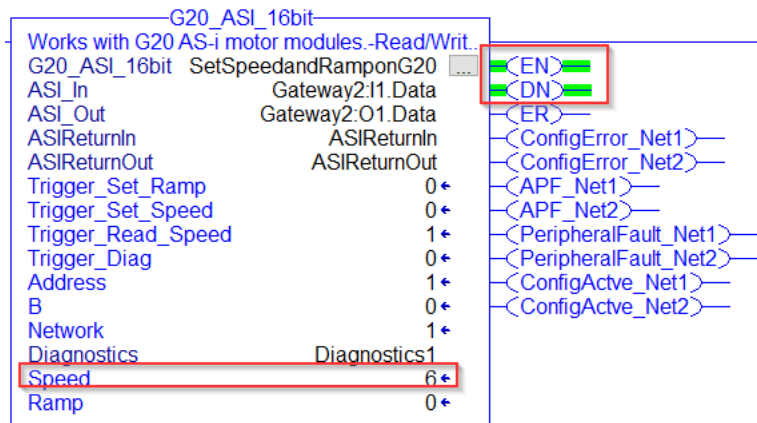 G20_ASI_16bit
Works with G20 AS-i motor modules.-Read/Writ..
G20_ASI_16bit SetSpeedandRamponG20 ... (EN)
ASI_In Gateway2:I1.Data (DN)
ASI_Out Gateway2:O1.Data (ER)
ASIReturnIn ASIReturnIn (ConfigError_Net1)
ASIReturnOut ASIReturnOut (ConfigError_Net2)
Trigger_Set_Ramp 0 (APF_Net1)
Trigger_Set_Speed 0 (APF_Net2)
Trigger_Read_Speed 1 (PeripheralFault_Net1)
Trigger_Diag 0 (PeripheralFault_Net2)
Address 1 (ConfigActve_Net1)
B 0 (ConfigActve_Net2)
Network 1
Diagnostics Diagnostics1
Speed 6
Ramp 0